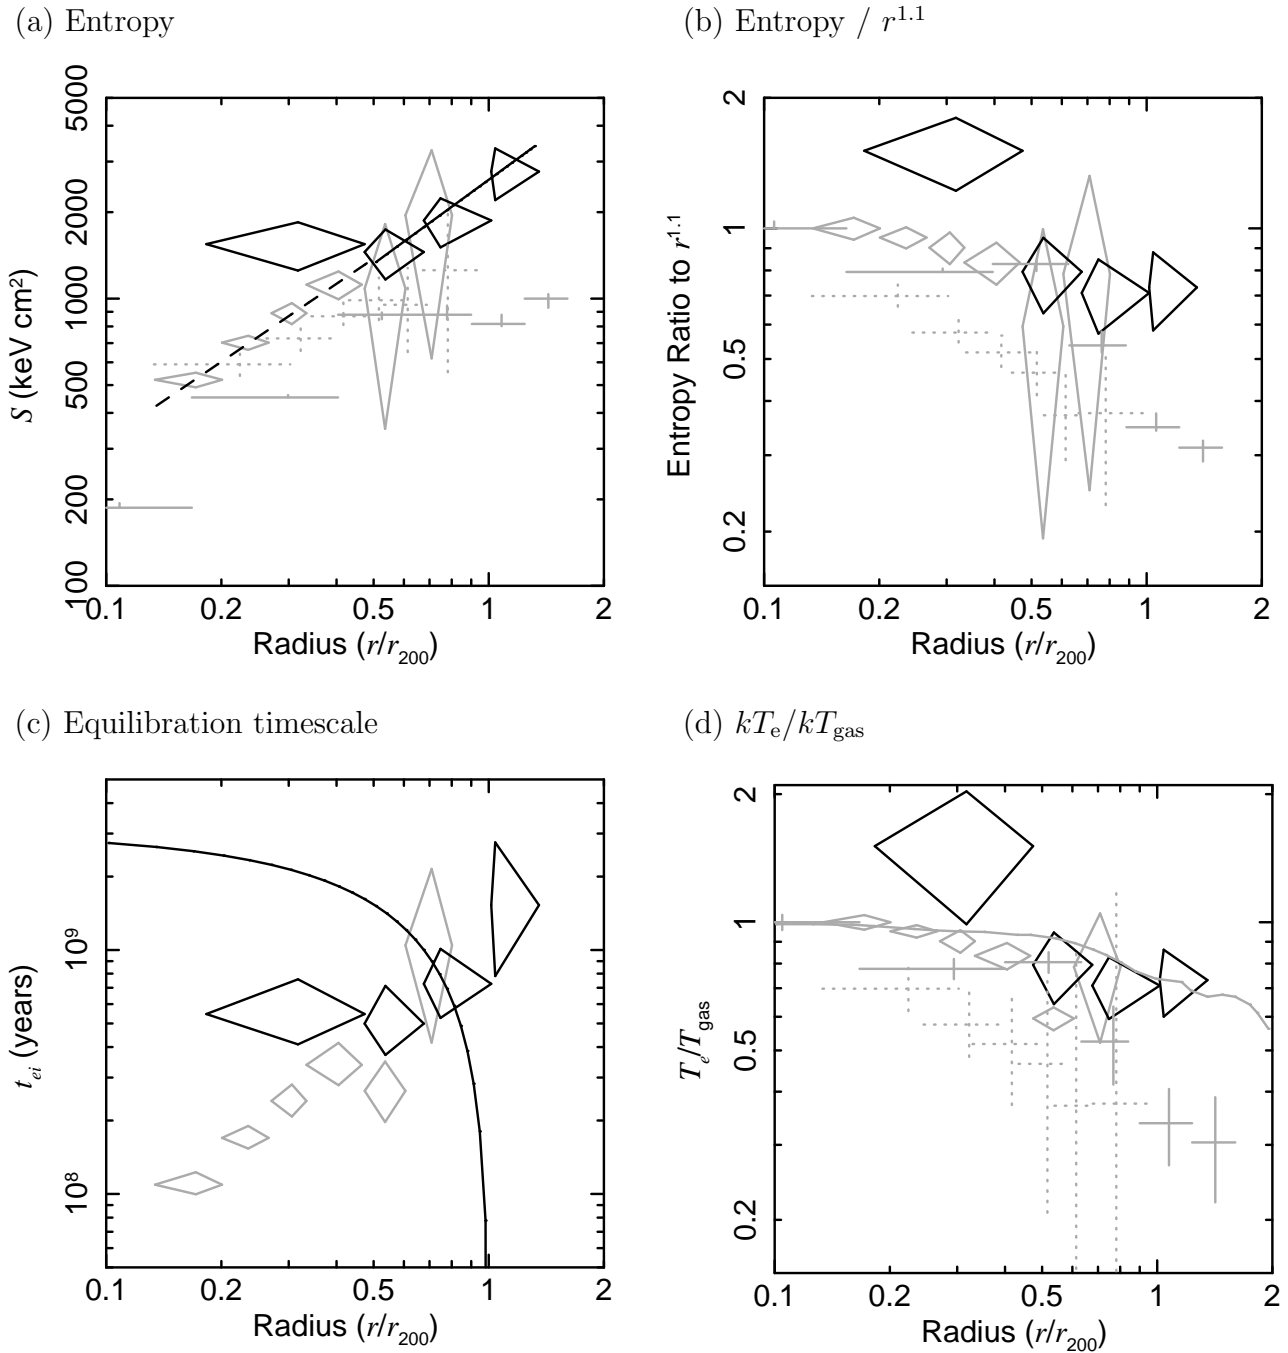 (a) Entropy
(b) Entropy / r^1.1
5000
2000
1000
500
200
100
S (keV cm²)
0.1 0.2 0.5 1 2
Radius (r/r200)
2
1
0.5
0.2
Entropy Ratio to r^1.1
0.1 0.2 0.5 1 2
Radius (r/r200)
(c) Equilibration timescale
(d) kTe/kTgas
10⁹
10⁸
tei (years)
0.1 0.2 0.5 1 2
Radius (r/r200)
2
1
0.5
0.2
Te/Tgas
0.1 0.2 0.5 1 2
Radius (r/r200)